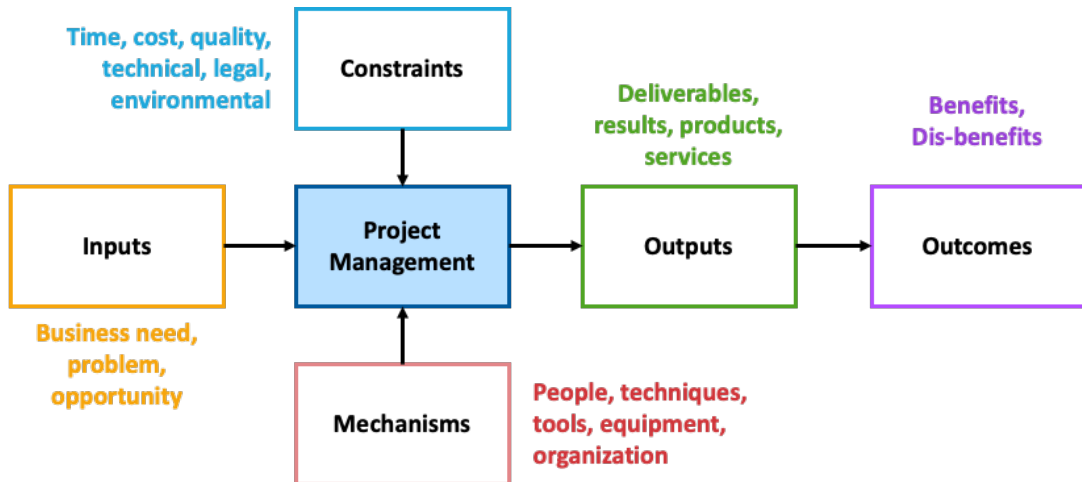 Time, cost, quality,
technical, legal,
environmental
Constraints
Deliverables,
results, products,
services
Benefits,
Dis-benefits
Inputs
Project
Management
Outputs
Outcomes
Business need,
problem,
opportunity
Mechanisms
People, techniques,
tools, equipment,
organization